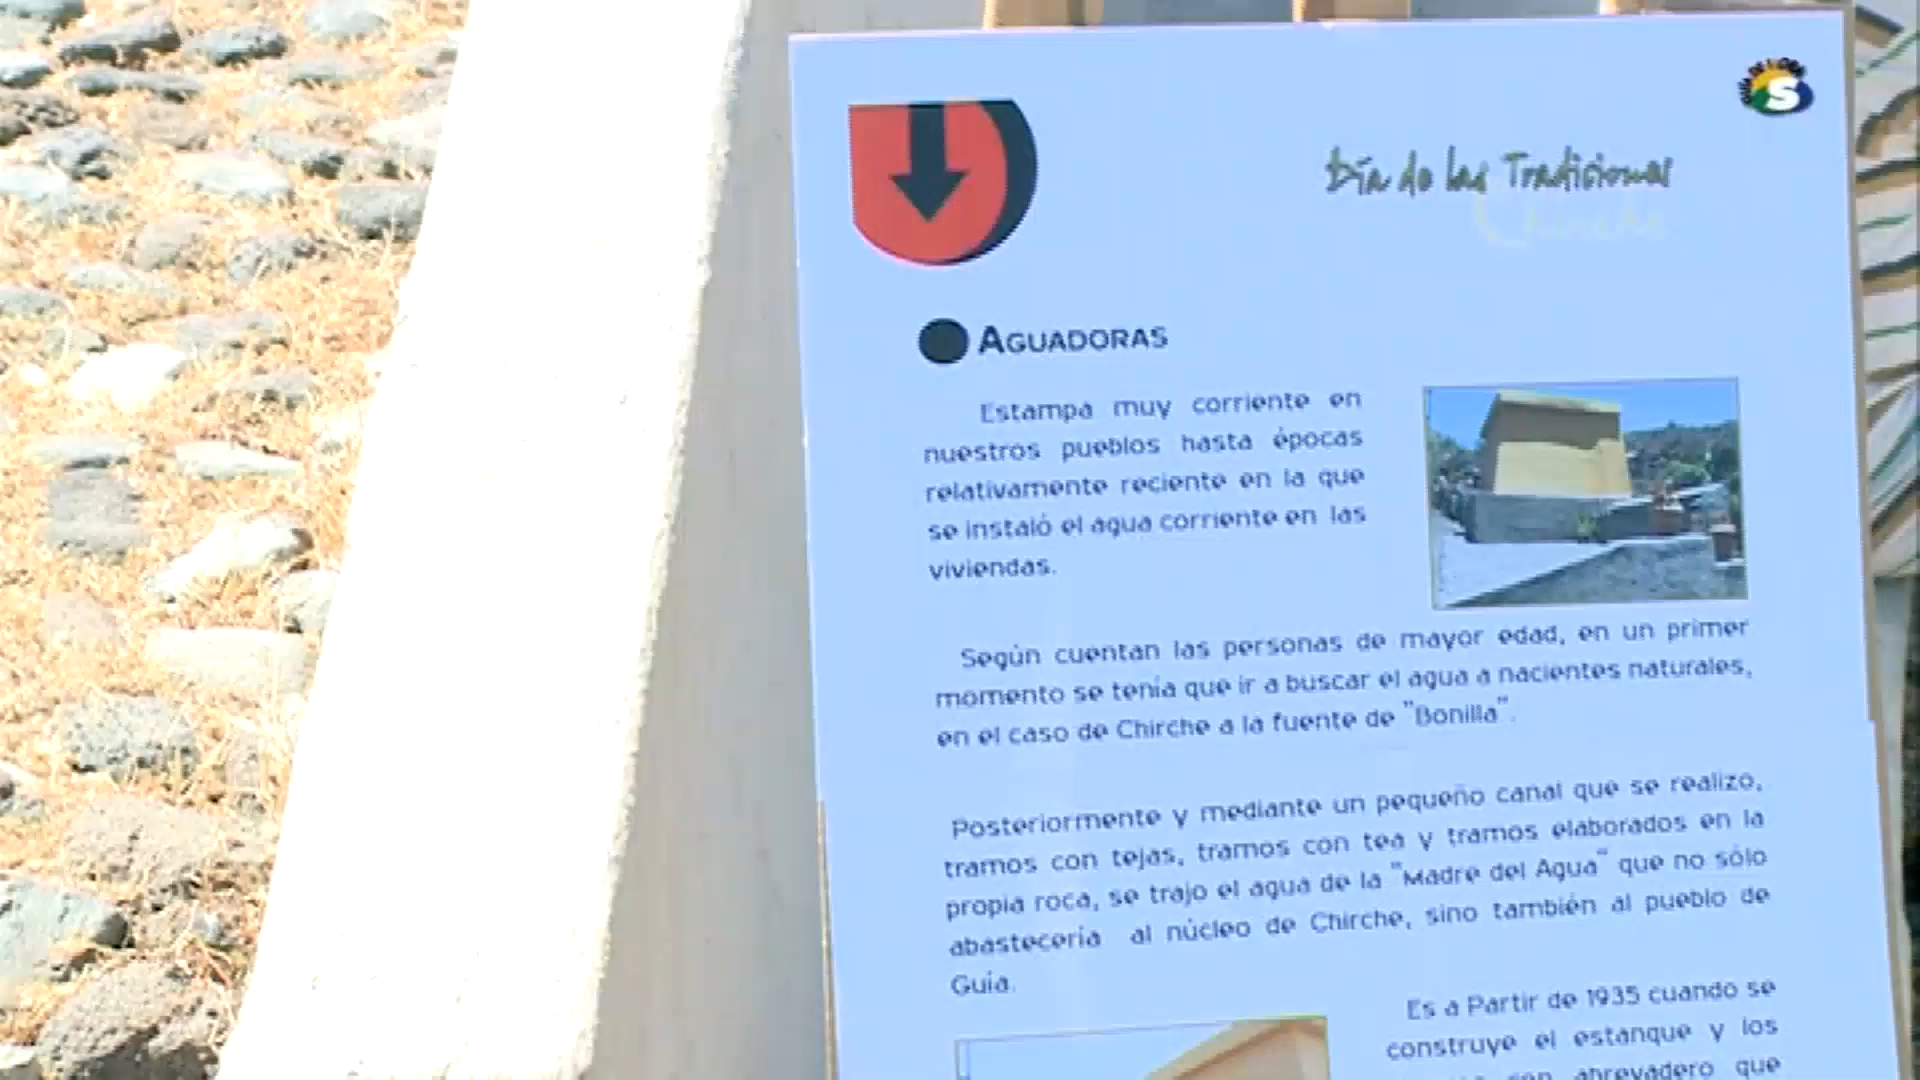 S
Día de las Tradiciones
Chirche
AGUADORAS
Estampa muy corriente en
nuestros pueblos hasta épocas
relativamente reciente en la que
se instaló el agua corriente en las
viviendas.
Según cuentan las personas de mayor edad, en un primer
momento se tenía que ir a buscar el agua a nacientes naturales,
en el caso de Chirche a la fuente de "Bonilla".
Posteriormente y mediante un pequeño canal que se realizo,
tramos con tejas, tramos con tea y tramos elaborados en la
propia roca, se trajo el agua de la "Madre del Agua" que no sólo
abastecería al núcleo de Chirche, sino también al pueblo de
Guía.
Es a Partir de 1935 cuando se
construye el estanque y los
con abrevadero que